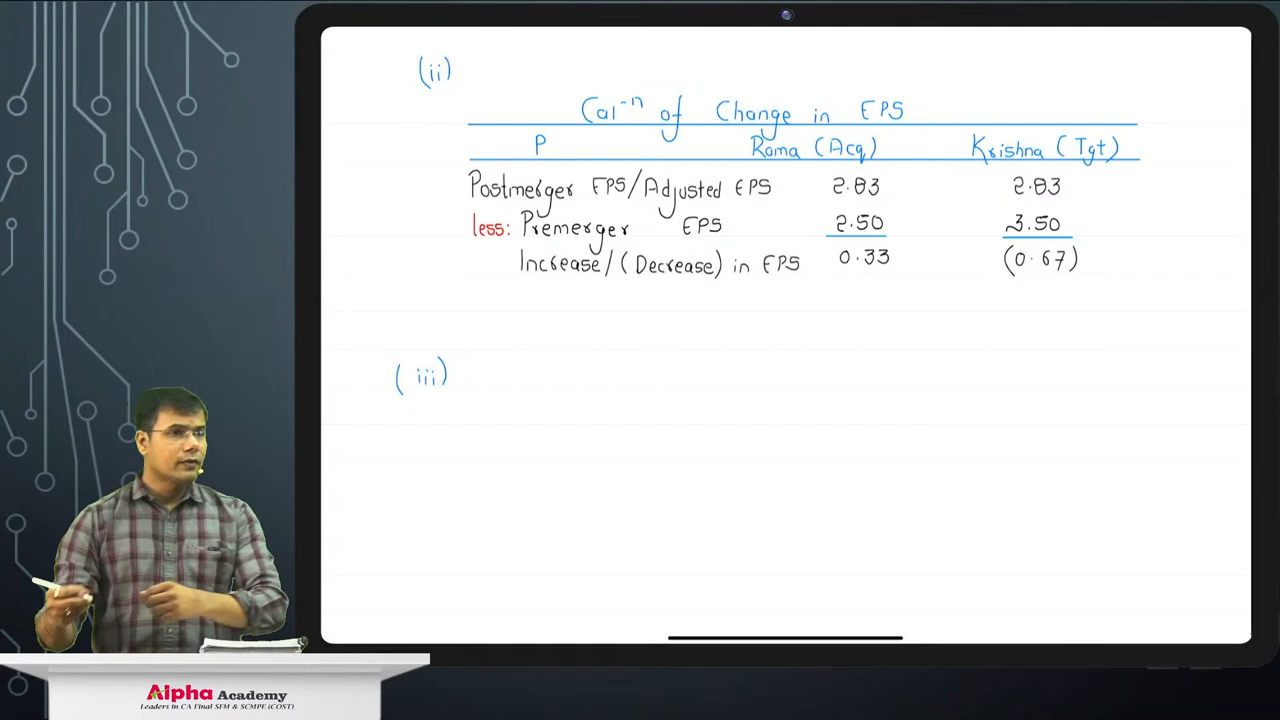 (ii)
Cal⁻ⁿ of Change in EPS
P Rama (Acq) Krishna (Tgt)
Postmerger EPS/Adjusted EPS 2.83 2.83
less: Premerger EPS 2.50 3.50
Increase/(Decrease) in EPS 0.33 (0.67)
(iii)
Alpha Academy
Leaders in CA Final SFM & SCMPE (COST)